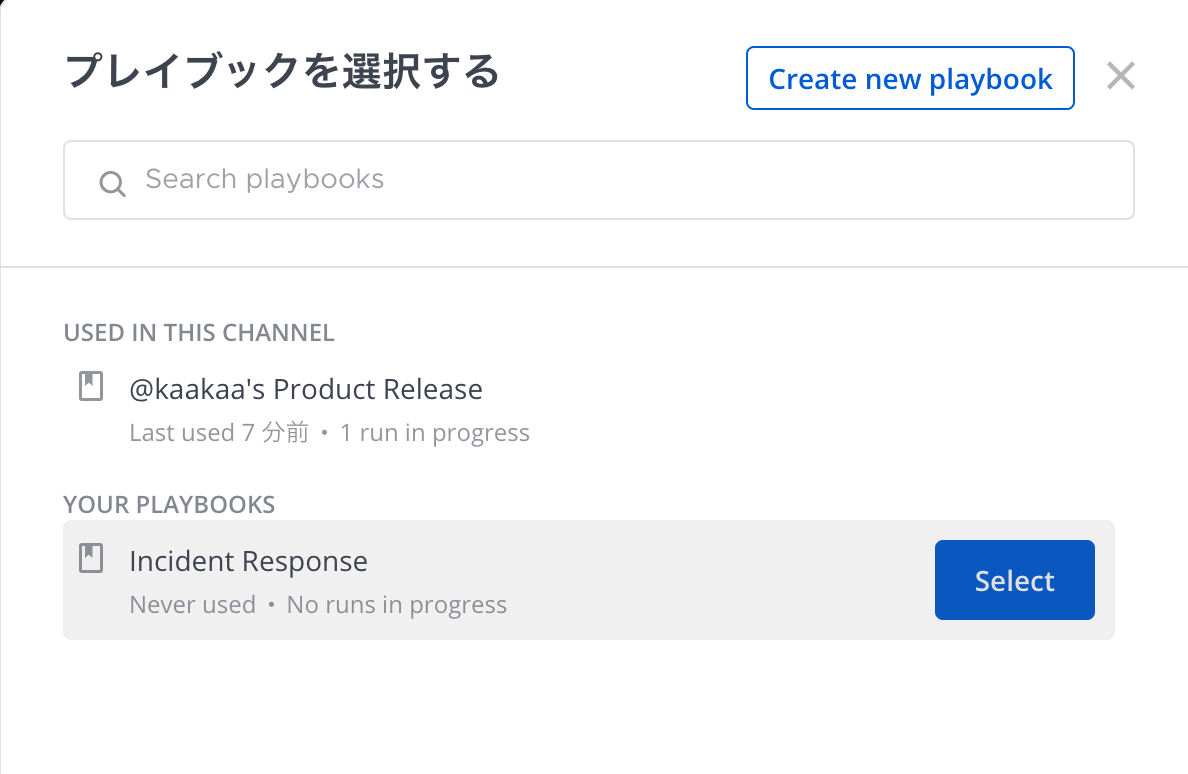 プレイブックを選択する
Create new playbook
Search playbooks
USED IN THIS CHANNEL
@kaakaa's Product Release
Last used 7 分前 • 1 run in progress
YOUR PLAYBOOKS
Incident Response
Never used • No runs in progress
Select